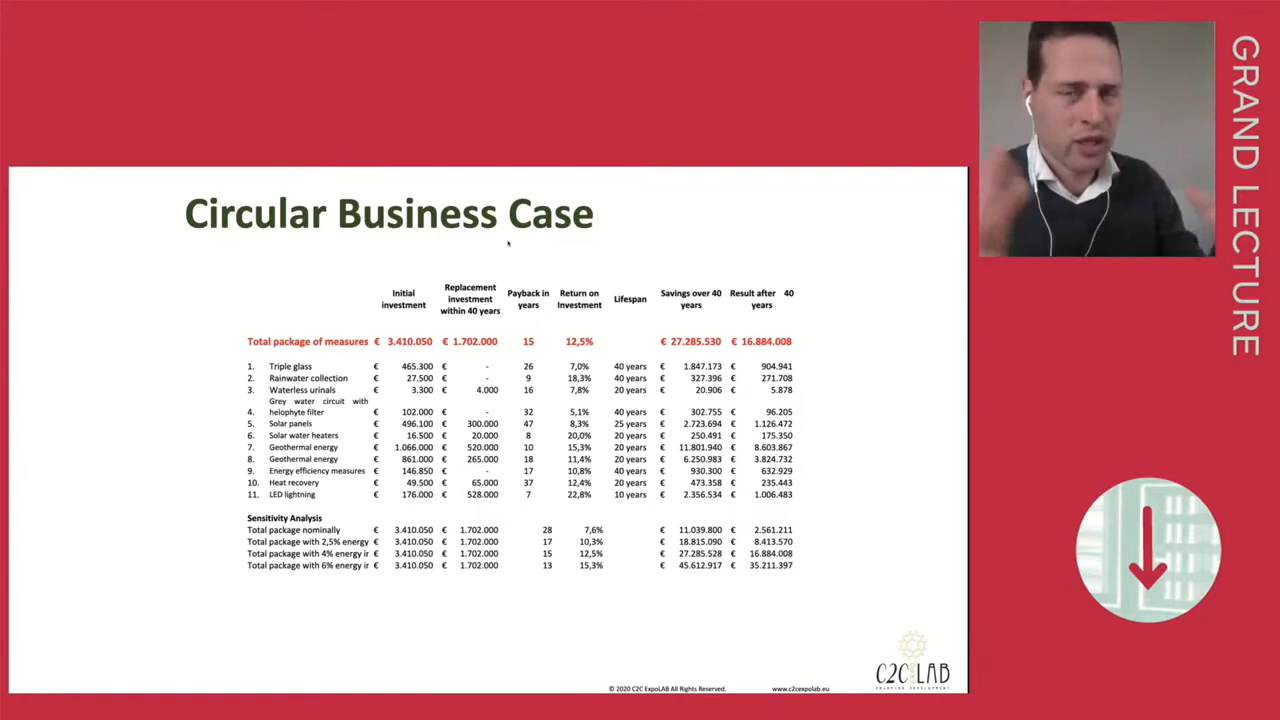 GRAND LECTURE
Circular Business Case
Initial investment Replacement investment within 40 years Payback in years Return on Investment Lifespan Savings over 40 years Result after 40 years
Total package of measures € 3.410.050 € 1.702.000 15 12,5% € 27.285.530 € 16.884.008
1. Triple glass € 465.300 € - 26 7,0% 40 years € 1.847.173 € 904.941
2. Rainwater collection € 27.500 € - 9 18,3% 40 years € 327.396 € 271.708
3. Waterless urinals € 3.300 € 4.000 16 7,8% 20 years € 20.906 € 5.878
4. Grey water circuit with helophyte filter € 102.000 € - 32 5,1% 40 years € 302.755 € 96.205
5. Solar panels € 496.100 € 300.000 47 8,3% 25 years € 2.723.694 € 1.126.472
6. Solar water heaters € 16.500 € 20.000 8 20,0% 20 years € 250.491 € 175.350
7. Geothermal energy € 1.066.000 € 520.000 10 15,3% 20 years € 11.801.940 € 8.603.867
8. Geothermal energy € 861.000 € 265.000 18 11,4% 20 years € 6.250.983 € 3.824.732
9. Energy efficiency measures € 146.850 € - 17 10,8% 40 years € 930.300 € 632.929
10. Heat recovery € 49.500 € 65.000 37 12,4% 20 years € 473.358 € 235.443
11. LED lightning € 176.000 € 528.000 7 22,8% 10 years € 2.356.534 € 1.006.483
Sensitivity Analysis
Total package nominally € 3.410.050 € 1.702.000 28 7,6% € 11.039.800 € 2.561.211
Total package with 2,5% energy € 3.410.050 € 1.702.000 17 10,3% € 18.815.090 € 8.413.570
Total package with 4% energy ir € 3.410.050 € 1.702.000 15 12,5% € 27.285.528 € 16.884.008
Total package with 6% energy ir € 3.410.050 € 1.702.000 13 15,3% € 45.612.917 € 35.211.397
C2C LAB
© 2020 C2C ExpoLAB All Rights Reserved. www.c2cexpolab.eu